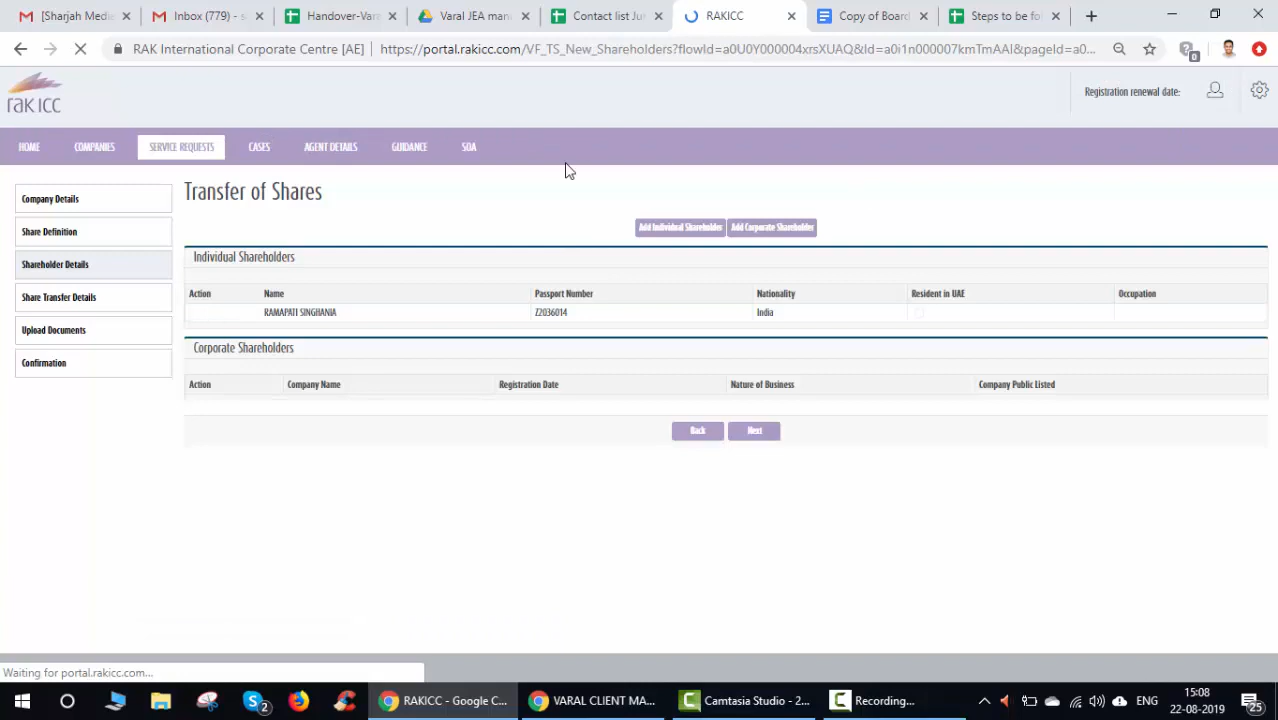 [Sharjah Media
Inbox (779) - s
Handover-Vara
Varal JEA man
Contact list Ju
RAKICC
Copy of Board
Steps to be fol
RAK International Corporate Centre [AE]
https://portal.rakicc.com/VF_TS_New_Shareholders?flowId=a0U0Y000004xrsXUAQ&Id=a0i1n000007kmTmAAI&pageId=a0...
0
rak ICC
Registration renewal date:
HOME
COMPANIES
SERVICE REQUESTS
CASES
AGENT DETAILS
GUIDANCE
SOA
Company Details
Share Definition
Shareholder Details
Share Transfer Details
Upload Documents
Confirmation
Transfer of Shares
Add Individual Shareholder
Add Corporate Shareholder
Individual Shareholders
Action Name Passport Number Nationality Resident in UAE Occupation
RAMAPATI SINGHANIA Z2036014 India
Corporate Shareholders
Action Company Name Registration Date Nature of Business Company Public Listed
Back
Next
Waiting for portal.rakicc.com...
2
RAKICC - Google C...
VARAL CLIENT MA...
Camtasia Studio - 2...
Recording...
ENG
15:08
22-08-2019
25